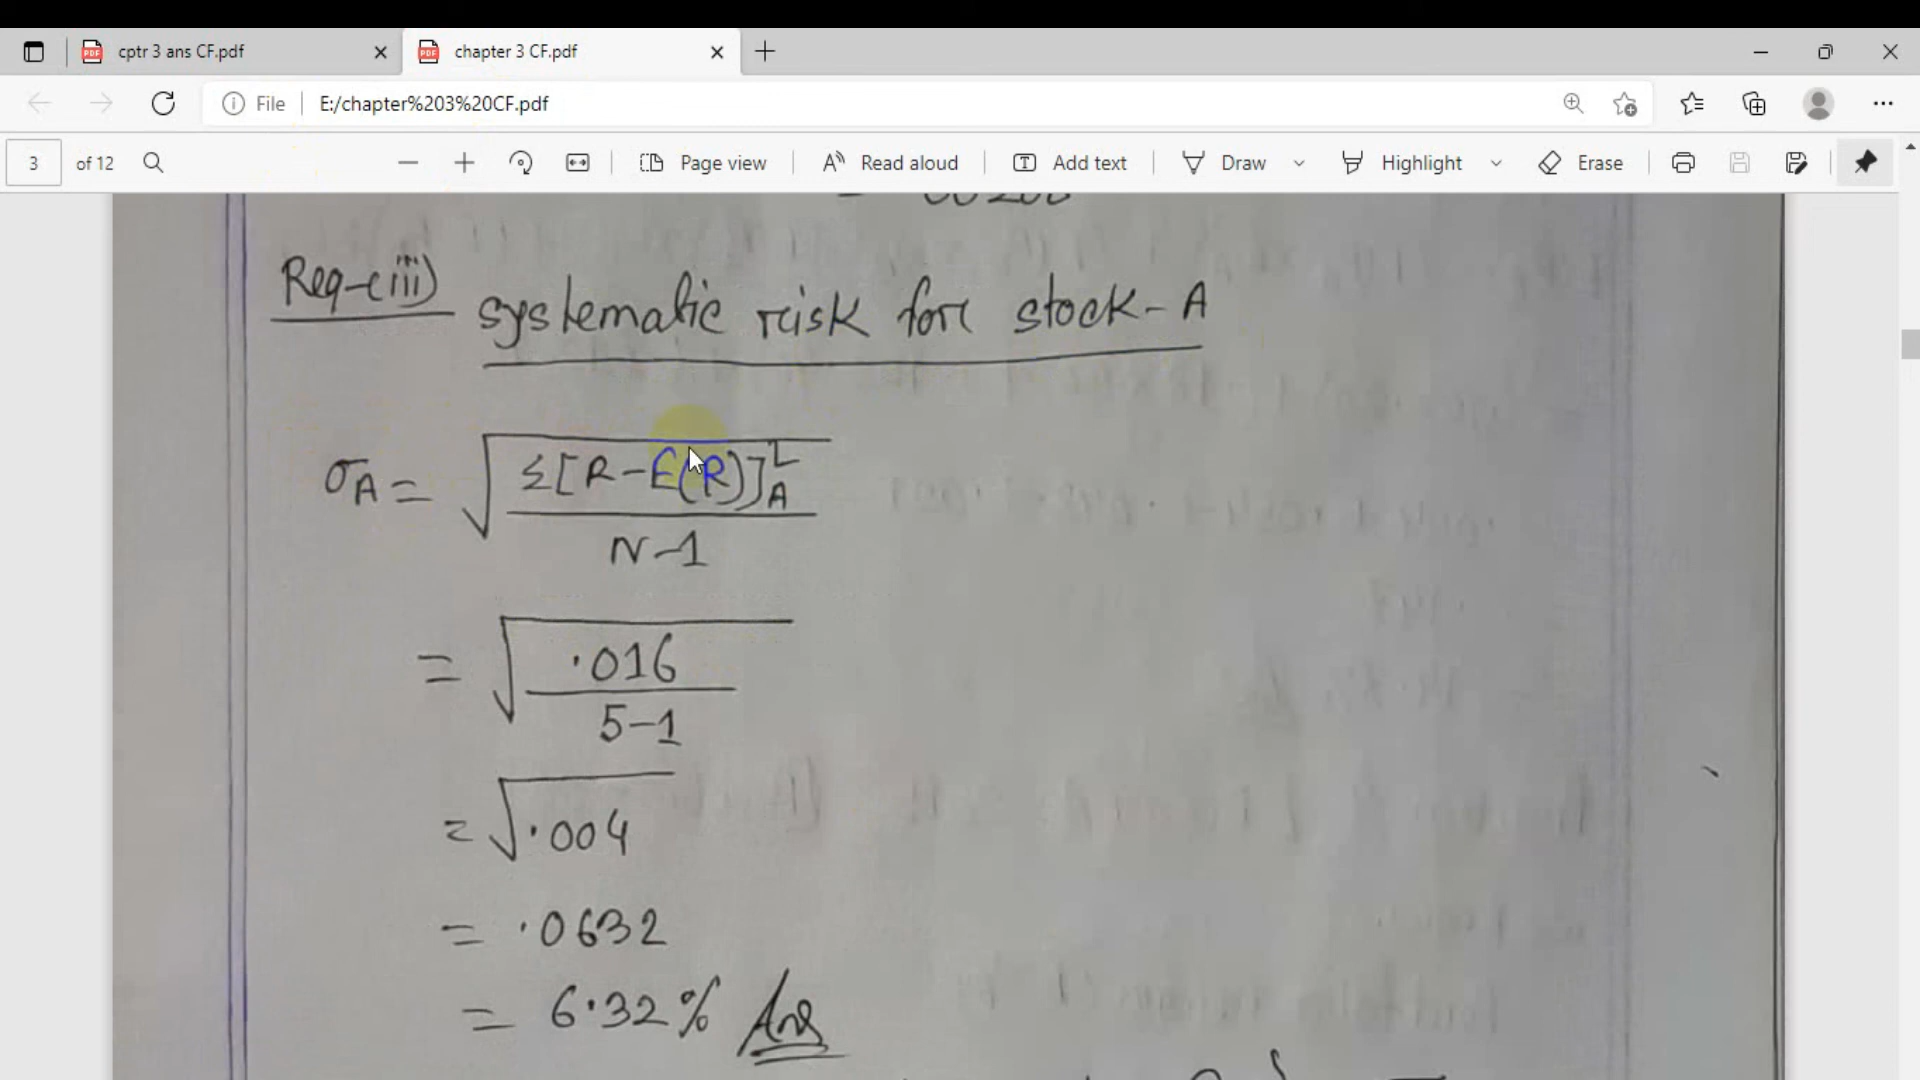 cptr 3 ans CF.pdf
chapter 3 CF.pdf
File E:/chapter%203%20CF.pdf
3 of 12 Page view Read aloud Add text Draw Highlight Erase
Req-(iii) systematic risk for stock-A
σA = √(Σ[R-E(R)]²A / N-1)
= √(.016 / 5-1)
= √.004
= .0632
= 6.32% Ans